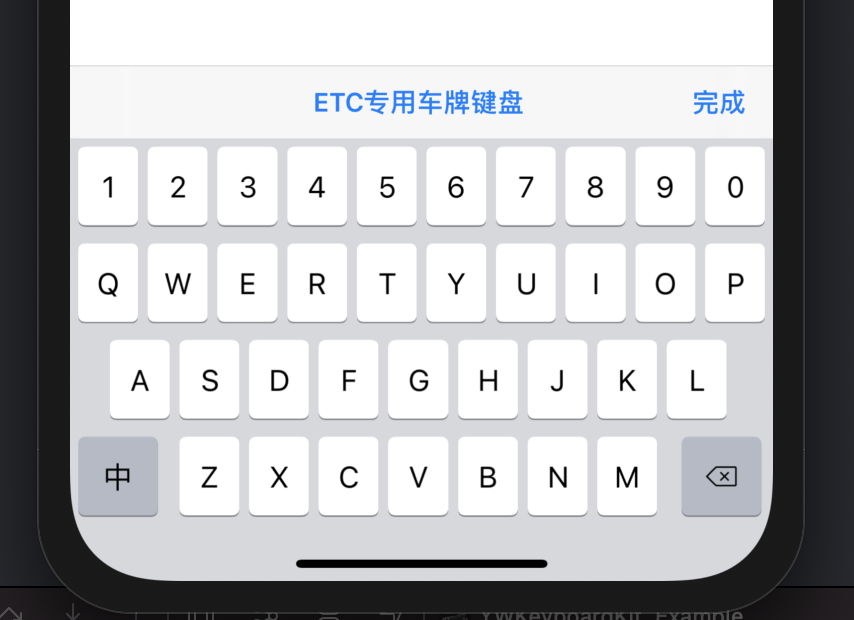 ETC专用车牌键盘 完成
1 2 3 4 5 6 7 8 9 0
Q W E R T Y U I O P
A S D F G H J K L
中 Z X C V B N M
YWKeyboardKit_Example